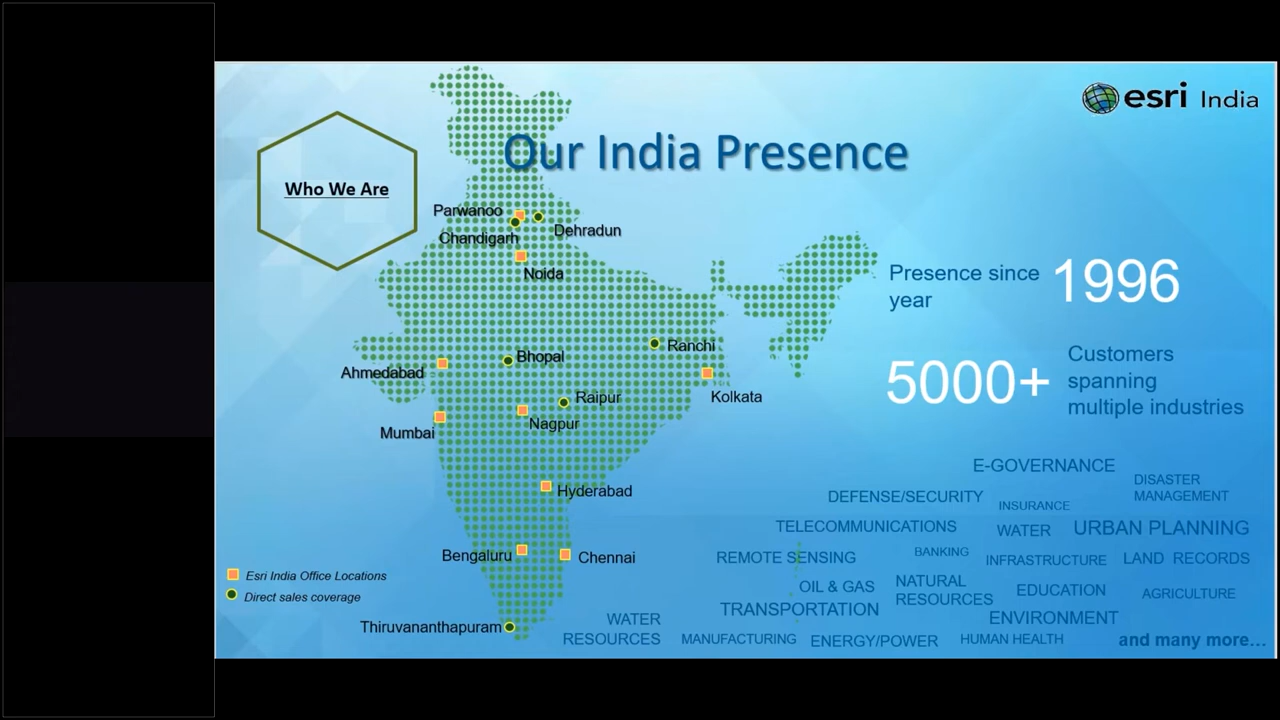 esri India
Our India Presence
Who We Are
Parwanoo
Chandigarh
Dehradun
Noida
Presence since
year
1996
Ahmedabad
Bhopal
Ranchi
Kolkata
Mumbai
Nagpur
Raipur
5000+
Customers
spanning
multiple industries
Hyderabad
Bengaluru
Chennai
Thiruvananthapuram
Esri India Office Locations
Direct sales coverage
E-GOVERNANCE
DISASTER
MANAGEMENT
DEFENSE/SECURITY
INSURANCE
TELECOMMUNICATIONS
WATER
URBAN PLANNING
REMOTE SENSING
BANKING
INFRASTRUCTURE
LAND RECORDS
OIL & GAS
NATURAL
RESOURCES
EDUCATION
AGRICULTURE
TRANSPORTATION
ENVIRONMENT
WATER
RESOURCES
MANUFACTURING
ENERGY/POWER
HUMAN HEALTH
and many more...